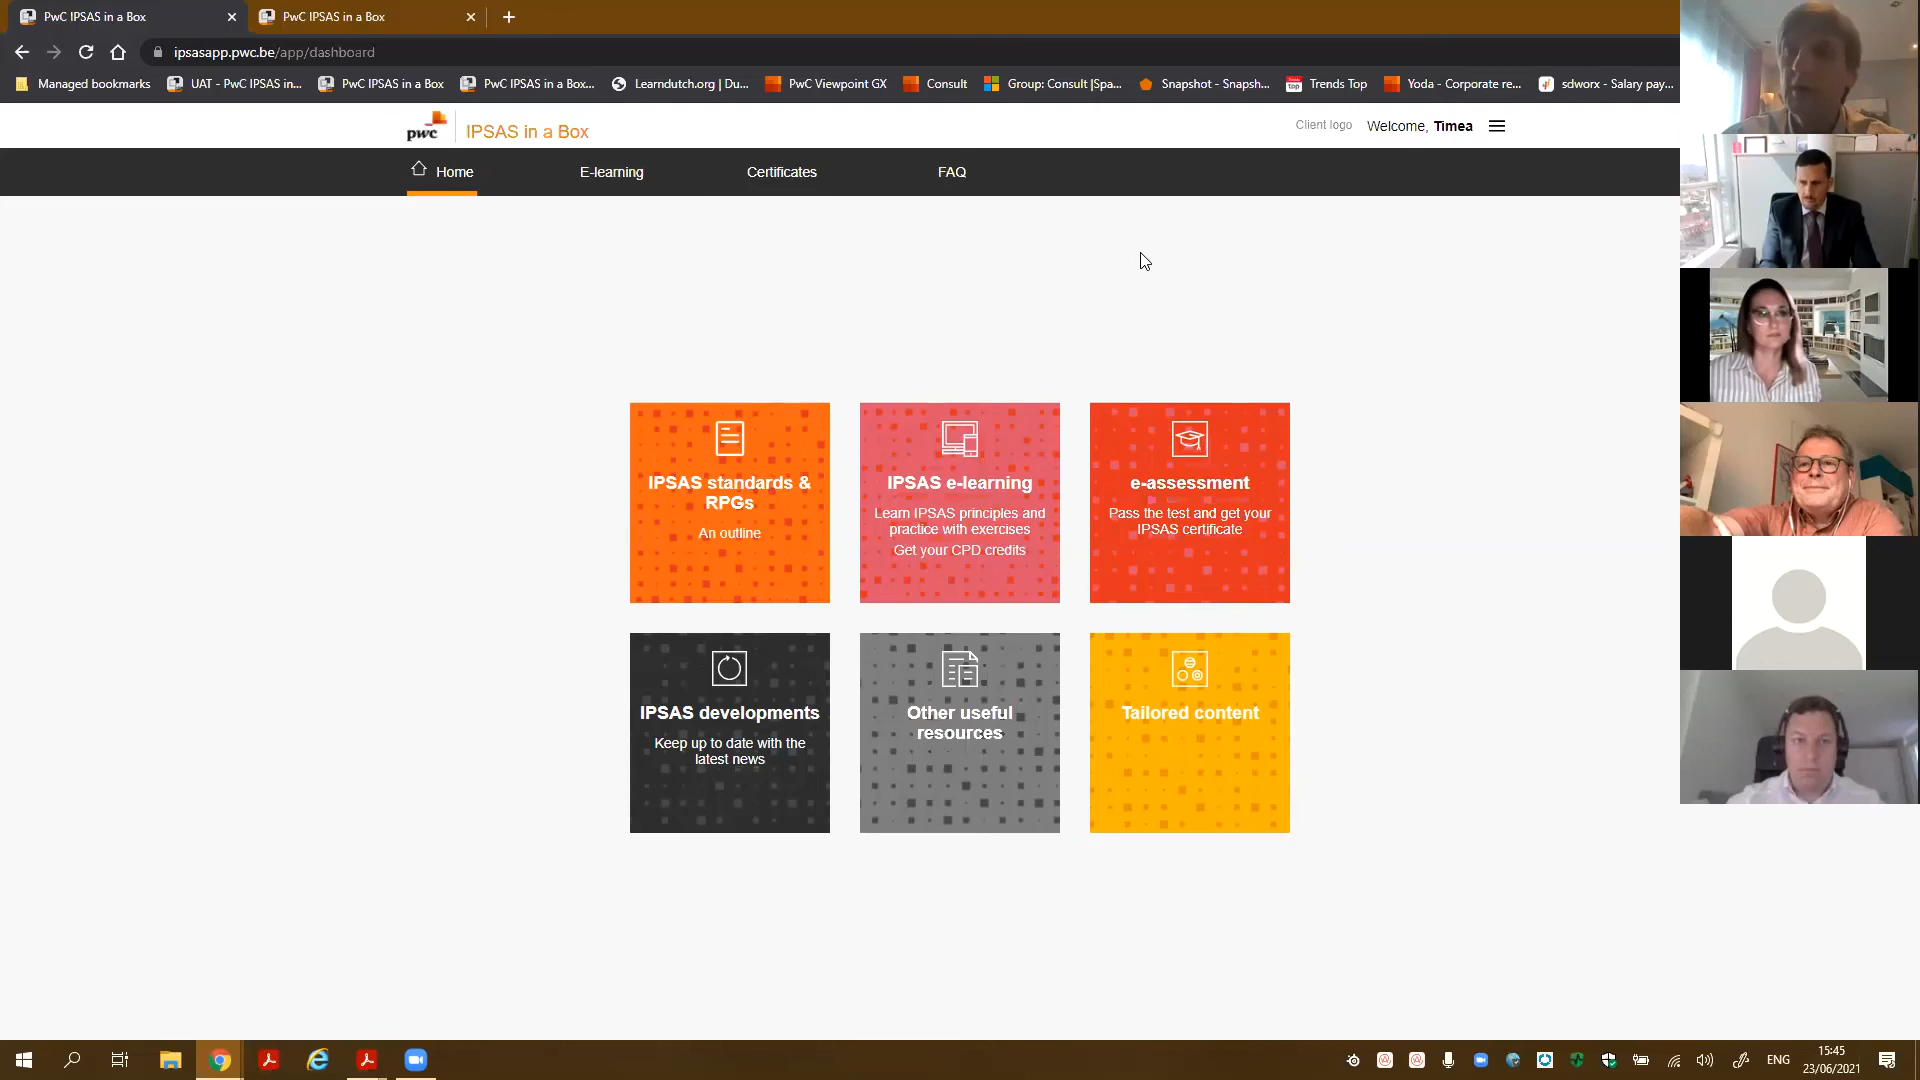 PwC IPSAS in a Box
PwC IPSAS in a Box
ipsasapp.pwc.be/app/dashboard
Managed bookmarks
UAT - PwC IPSAS in...
PwC IPSAS in a Box
PwC IPSAS in a Box...
Learndutch.org | Du...
PwC Viewpoint GX
Consult
Group: Consult |Spa...
Snapshot - Snapsh...
Trends Top
Yoda - Corporate re...
sdworx - Salary pay...
pwc
IPSAS in a Box
Client logo
Welcome, Timea
Home
E-learning
Certificates
FAQ
IPSAS standards &
RPGs
An outline
IPSAS e-learning
Learn IPSAS principles and
practice with exercises
Get your CPD credits
e-assessment
Pass the test and get your
IPSAS certificate
IPSAS developments
Keep up to date with the
latest news
Other useful
resources
Tailored content
ENG
15:45
23/06/2021